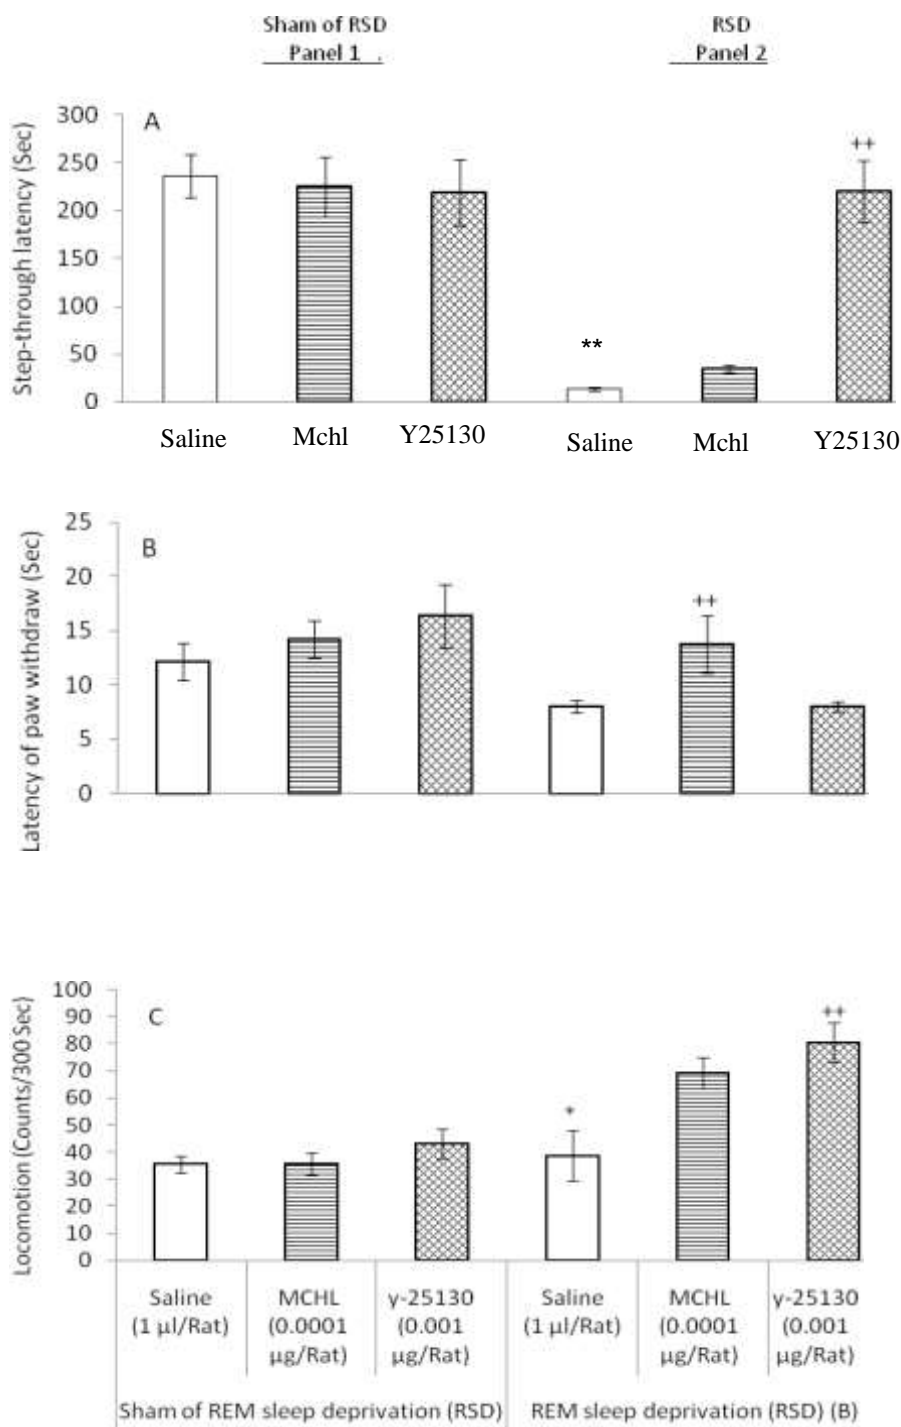 Sham of RSD
Panel 1 .
RSD
Panel 2
Step-through latency (Sec)
300
250
200
150
100
50
0
A
**
++
Saline Mchl Y25130 Saline Mchl Y25130
Latency of paw withdraw (Sec)
25
20
15
10
5
0
B
++
Locomotion (Counts/300 Sec)
100
90
80
70
60
50
40
30
20
10
0
C
*
++
Saline
(1 µl/Rat)
MCHL
(0.0001
µg/Rat)
y-25130
(0.001
µg/Rat)
Saline
(1 µl/Rat)
MCHL
(0.0001
µg/Rat)
y-25130
(0.001
µg/Rat)
Sham of REM sleep deprivation (RSD)
REM sleep deprivation (RSD) (B)